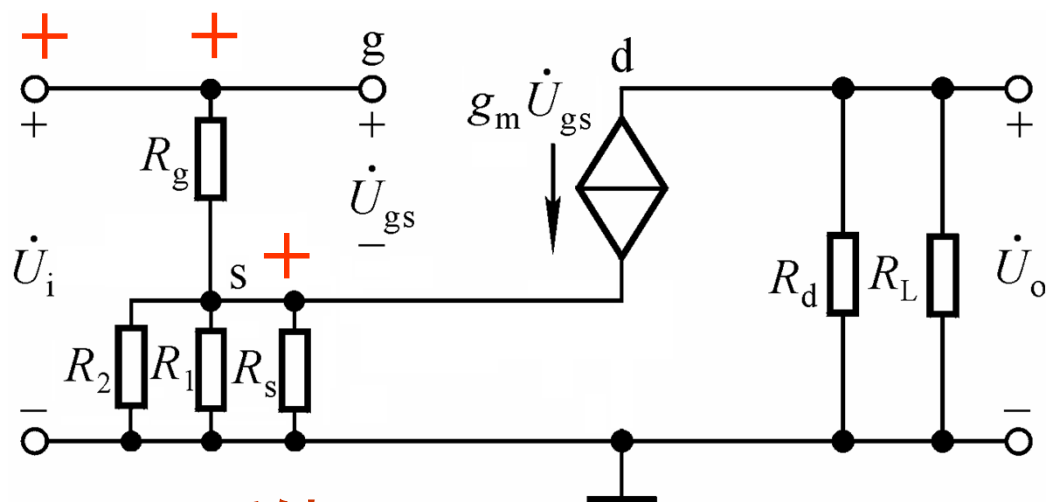 + + g
d
+ + g_m U̇_gs +
R_g U̇_gs
−
U̇_i + R_d R_L U̇_o
s
R_2 R_1 R_s
− −